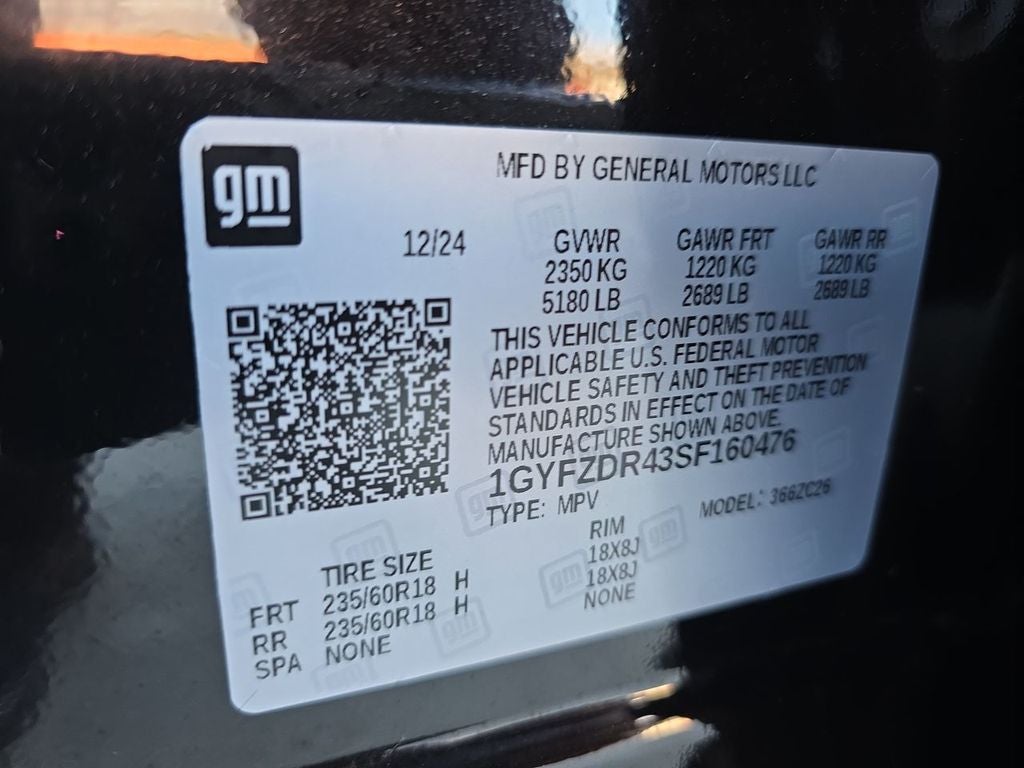 gm
MFD BY GENERAL MOTORS LLC
12/24
GVWR GAWR FRT GAWR RR
2350 KG 1220 KG 1220 KG
5180 LB 2689 LB 2689 LB
THIS VEHICLE CONFORMS TO ALL
APPLICABLE U.S. FEDERAL MOTOR
VEHICLE SAFETY AND THEFT PREVENTION
STANDARDS IN EFFECT ON THE DATE OF
MANUFACTURE SHOWN ABOVE.
1GYFZDR43SF160476
TYPE: MPV MODEL: 366ZC26
TIRE SIZE RIM
FRT 235/60R18 H 18X8J
RR 235/60R18 H 18X8J
SPA NONE NONE